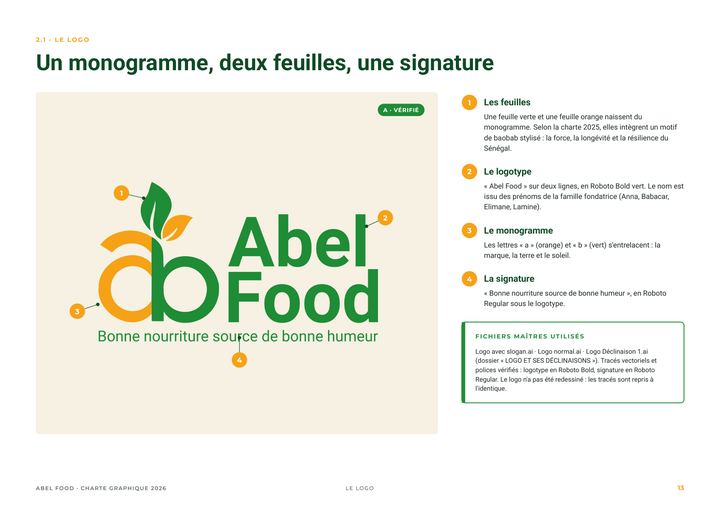 2.1 · LE LOGO
Un monogramme, deux feuilles, une signature
A · VÉRIFIÉ
1
2
3
4
ab
Abel
Food
Bonne nourriture source de bonne humeur
1
Les feuilles
Une feuille verte et une feuille orange naissent du
monogramme. Selon la charte 2025, elles intègrent un motif
de baobab stylisé : la force, la longévité et la résilience du
Sénégal.
2
Le logotype
« Abel Food » sur deux lignes, en Roboto Bold vert. Le nom est
issu des prénoms de la famille fondatrice (Anna, Babacar,
Elimane, Lamine).
3
Le monogramme
Les lettres « a » (orange) et « b » (vert) s'entrelacent : la
marque, la terre et le soleil.
4
La signature
« Bonne nourriture source de bonne humeur », en Roboto
Regular sous le logotype.
FICHIERS MAÎTRES UTILISÉS
Logo avec slogan.ai · Logo normal.ai · Logo Déclinaison 1.ai
(dossier « LOGO ET SES DÉCLINAISONS »). Tracés vectoriels et
polices vérifiés : logotype en Roboto Bold, signature en Roboto
Regular. Le logo n'a pas été redessiné : les tracés sont repris à
l'identique.
ABEL FOOD · CHARTE GRAPHIQUE 2026
LE LOGO
13